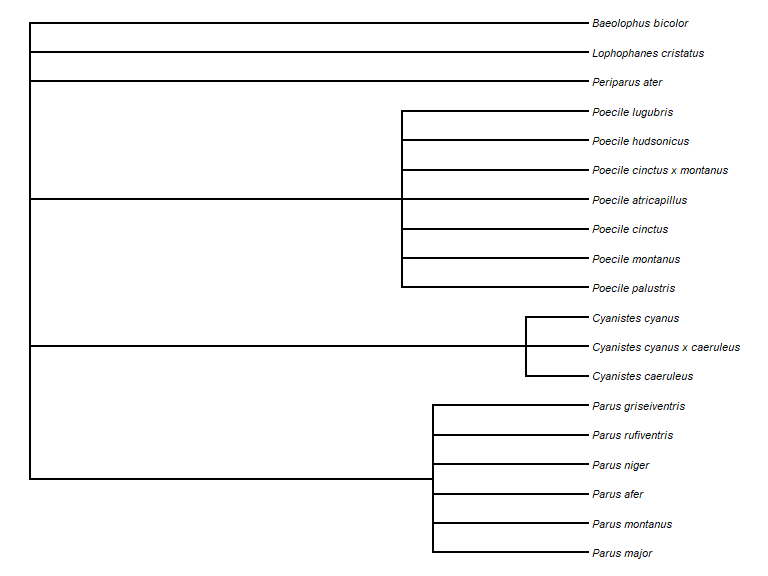 Baeolophus bicolor
Lophophanes cristatus
Periparus ater
Poecile lugubris
Poecile hudsonicus
Poecile cinctus x montanus
Poecile atricapillus
Poecile cinctus
Poecile montanus
Poecile palustris
Cyanistes cyanus
Cyanistes cyanus x caeruleus
Cyanistes caeruleus
Parus griseiventris
Parus rufiventris
Parus niger
Parus afer
Parus montanus
Parus major